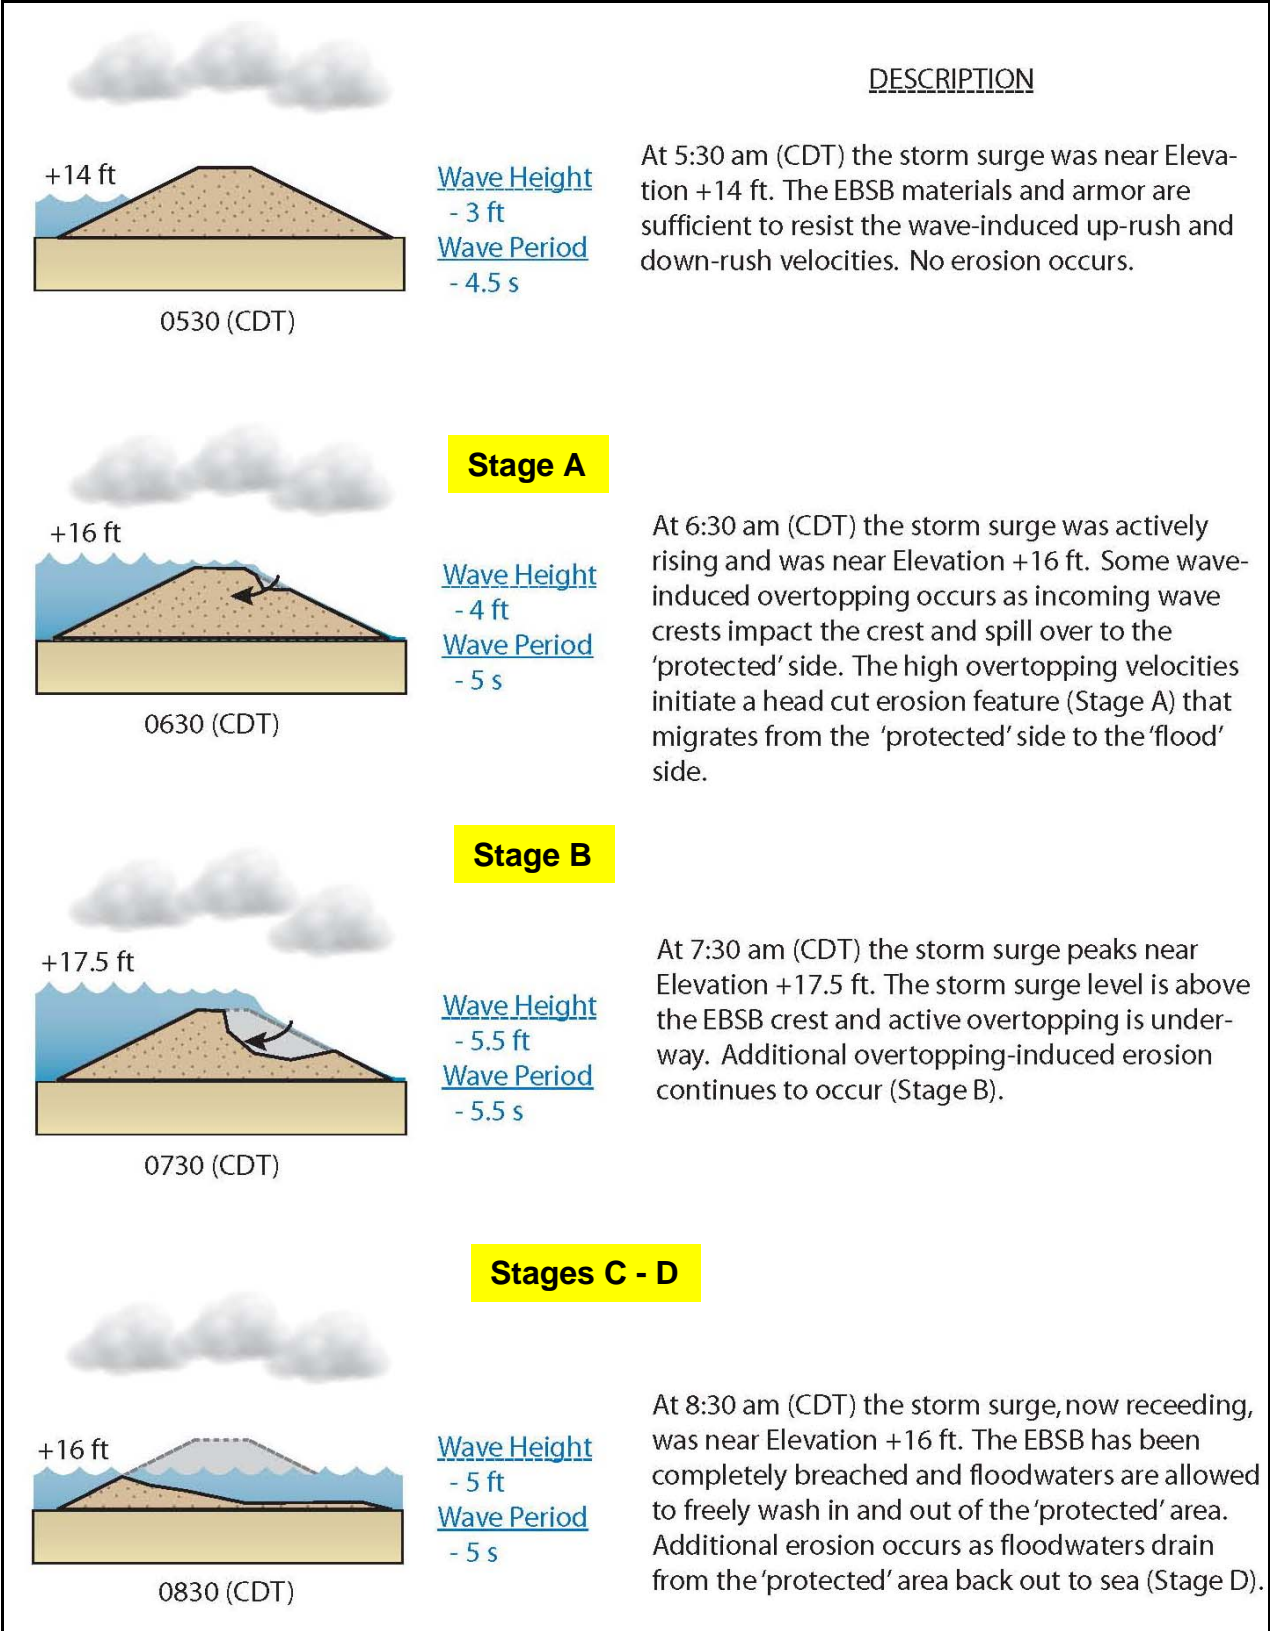 DESCRIPTION
+14 ft
Wave Height
- 3 ft
Wave Period
- 4.5 s
0530 (CDT)
At 5:30 am (CDT) the storm surge was near Eleva-
tion +14 ft. The EBSB materials and armor are
sufficient to resist the wave-induced up-rush and
down-rush velocities. No erosion occurs.
Stage A
+16 ft
Wave Height
- 4 ft
Wave Period
- 5 s
0630 (CDT)
At 6:30 am (CDT) the storm surge was actively
rising and was near Elevation +16 ft. Some wave-
induced overtopping occurs as incoming wave
crests impact the crest and spill over to the
'protected' side. The high overtopping velocities
initiate a head cut erosion feature (Stage A) that
migrates from the 'protected' side to the 'flood'
side.
Stage B
+17.5 ft
Wave Height
- 5.5 ft
Wave Period
- 5.5 s
0730 (CDT)
At 7:30 am (CDT) the storm surge peaks near
Elevation +17.5 ft. The storm surge level is above
the EBSB crest and active overtopping is under-
way. Additional overtopping-induced erosion
continues to occur (Stage B).
Stages C - D
+16 ft
Wave Height
- 5 ft
Wave Period
- 5 s
0830 (CDT)
At 8:30 am (CDT) the storm surge, now receeding,
was near Elevation +16 ft. The EBSB has been
completely breached and floodwaters are allowed
to freely wash in and out of the 'protected' area.
Additional erosion occurs as floodwaters drain
from the 'protected' area back out to sea (Stage D).